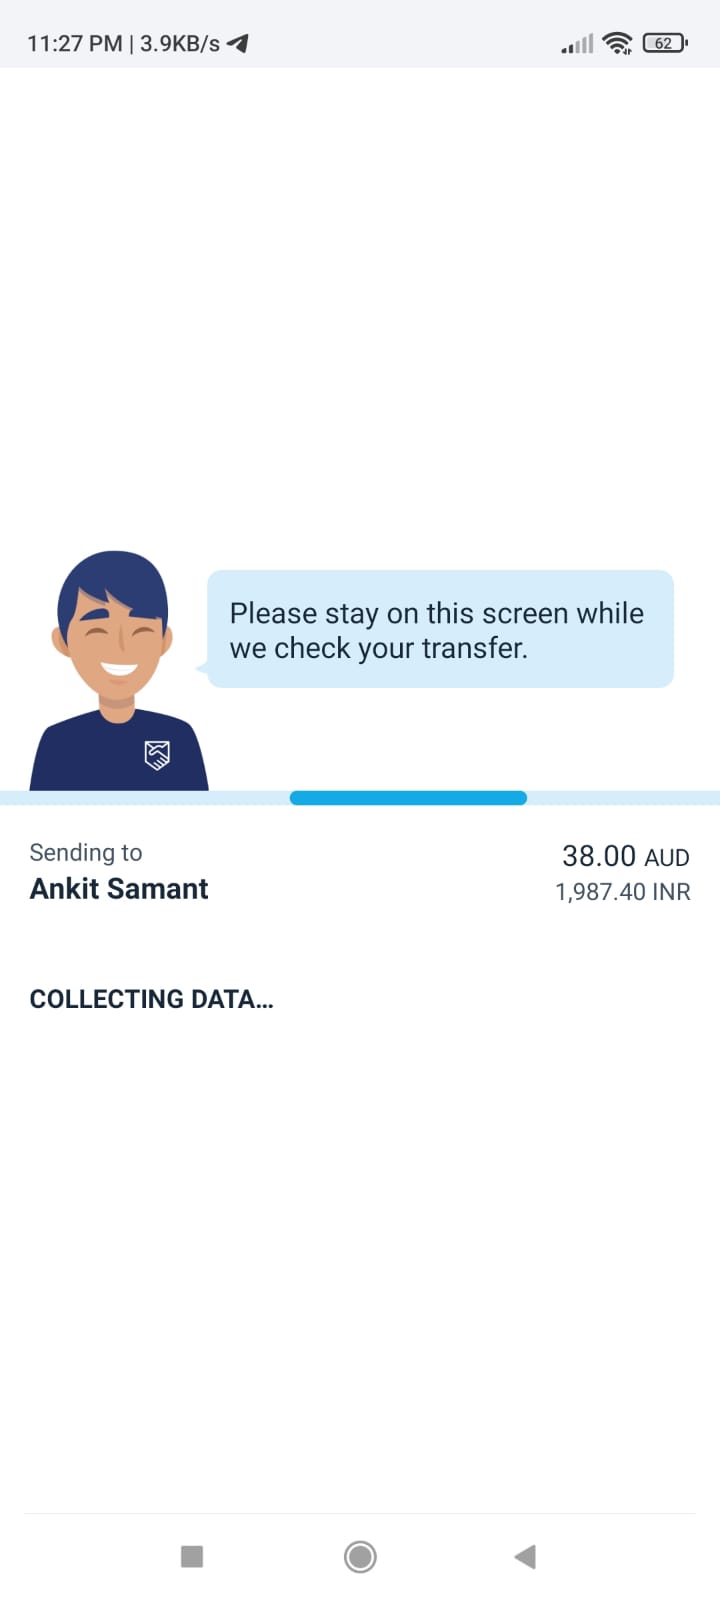 11:27 PM | 3.9KB/s
62
Please stay on this screen while
we check your transfer.
Sending to
38.00 AUD
Ankit Samant
1,987.40 INR
COLLECTING DATA...